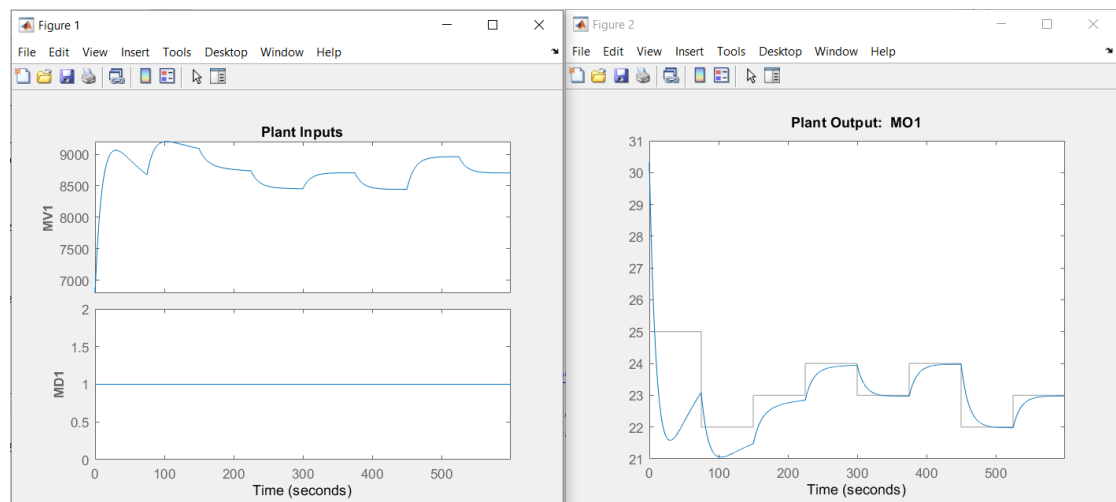 Figure 1
File Edit View Insert Tools Desktop Window Help
Plant Inputs
9000
8500
8000
7500
7000
MV1
2
1.5
1
0.5
0
MD1
0 100 200 300 400 500
Time (seconds)
Figure 2
File Edit View Insert Tools Desktop Window Help
Plant Output: MO1
31
30
29
28
27
26
25
24
23
22
21
0 100 200 300 400 500
Time (seconds)